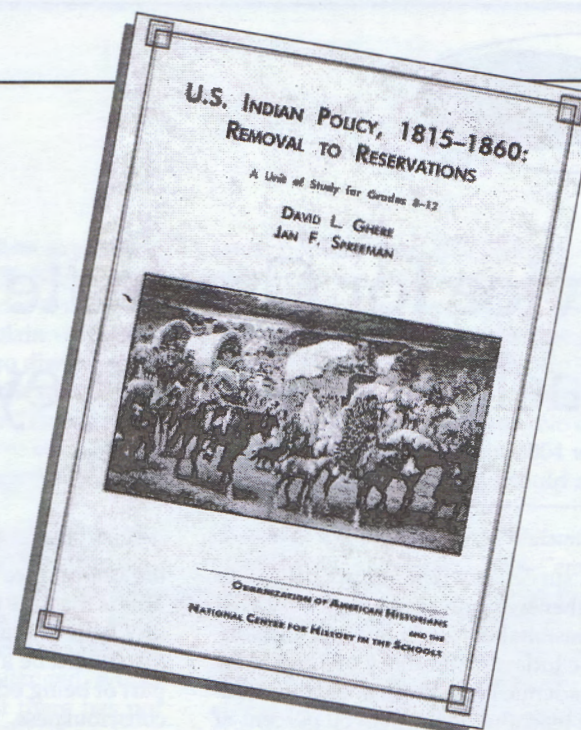 U.S. INDIAN POLICY, 1815–1860:
REMOVAL TO RESERVATIONS
A Unit of Study for Grades 8–12
DAVID L. GHERE
JAN F. SPREEMAN
ORGANIZATION OF AMERICAN HISTORIANS
AND THE
NATIONAL CENTER FOR HISTORY IN THE SCHOOLS